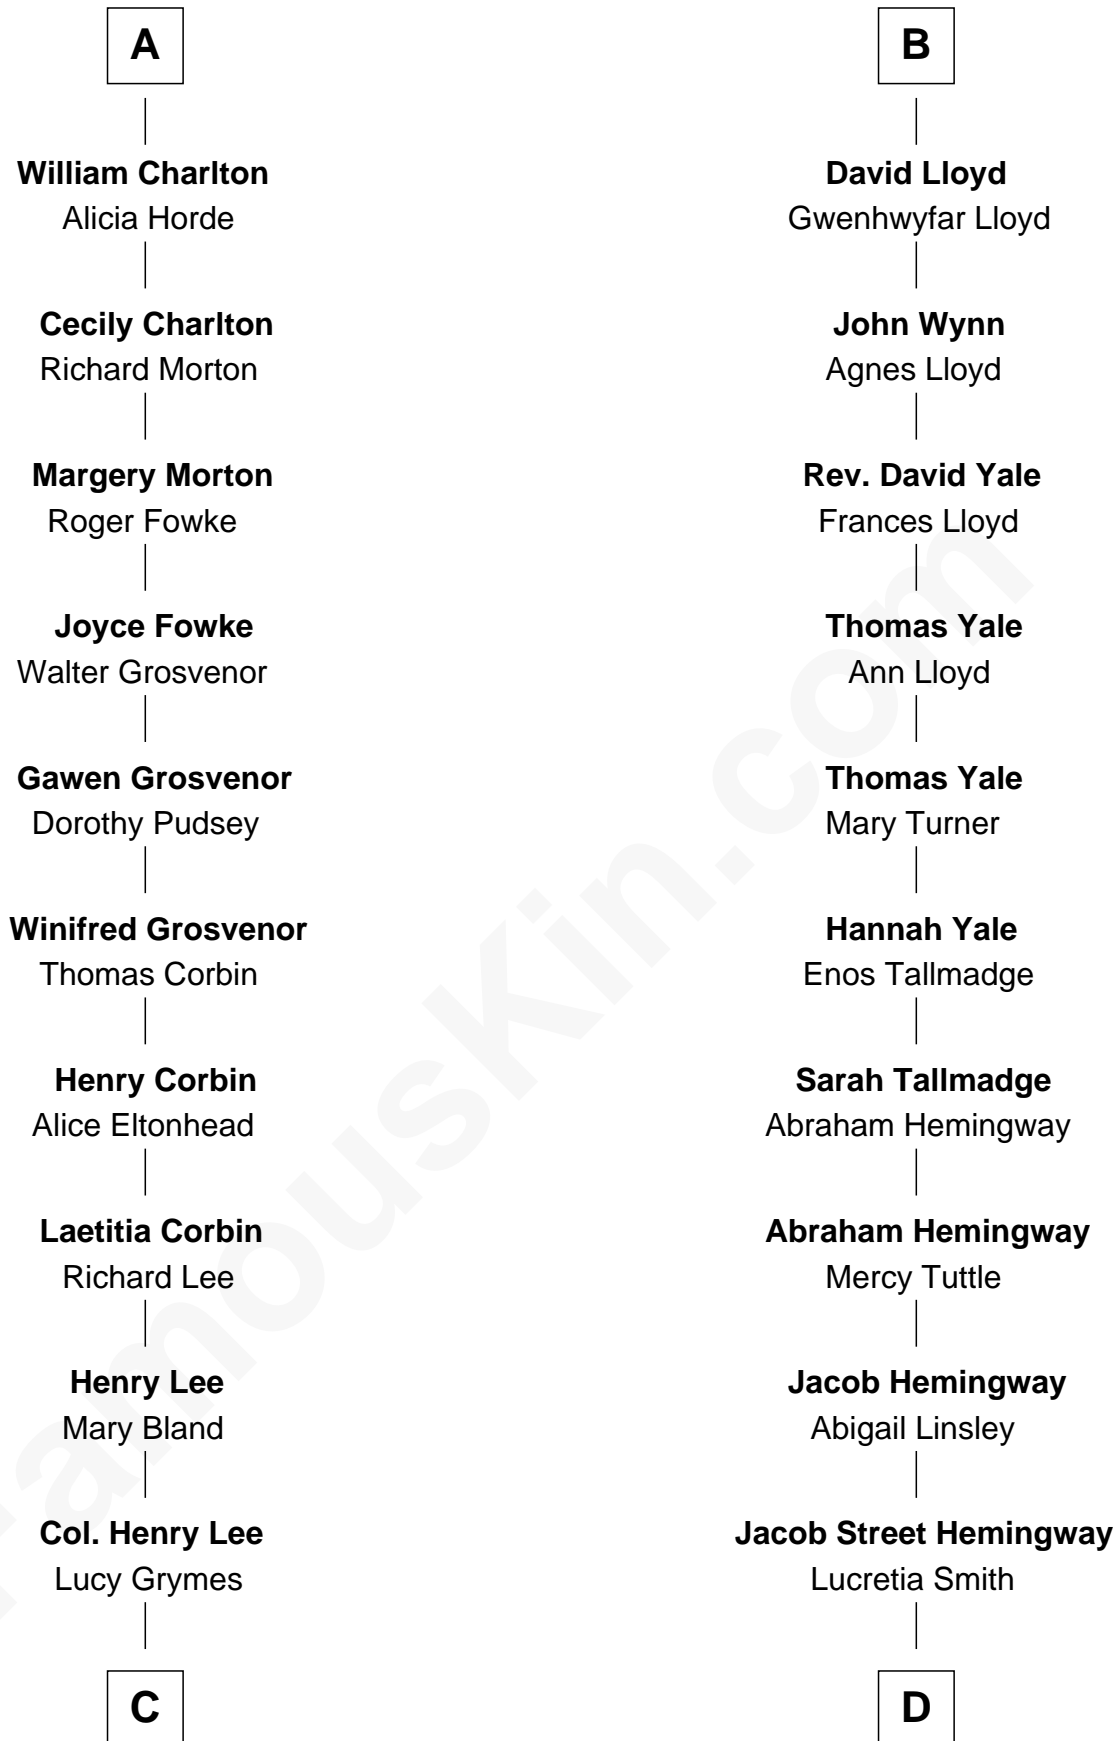 A
William Charlton
Alicia Horde
Cecily Charlton
Richard Morton
Margery Morton
Roger Fowke
Joyce Fowke
Walter Grosvenor
Gawen Grosvenor
Dorothy Pudsey
Winifred Grosvenor
Thomas Corbin
Henry Corbin
Alice Eltonhead
Laetitia Corbin
Richard Lee
Henry Lee
Mary Bland
Col. Henry Lee
Lucy Grymes
C
B
David Lloyd
Gwenhwyfar Lloyd
John Wynn
Agnes Lloyd
Rev. David Yale
Frances Lloyd
Thomas Yale
Ann Lloyd
Thomas Yale
Mary Turner
Hannah Yale
Enos Tallmadge
Sarah Tallmadge
Abraham Hemingway
Abraham Hemingway
Mercy Tuttle
Jacob Hemingway
Abigail Linsley
Jacob Street Hemingway
Lucretia Smith
D
FamousKin.com